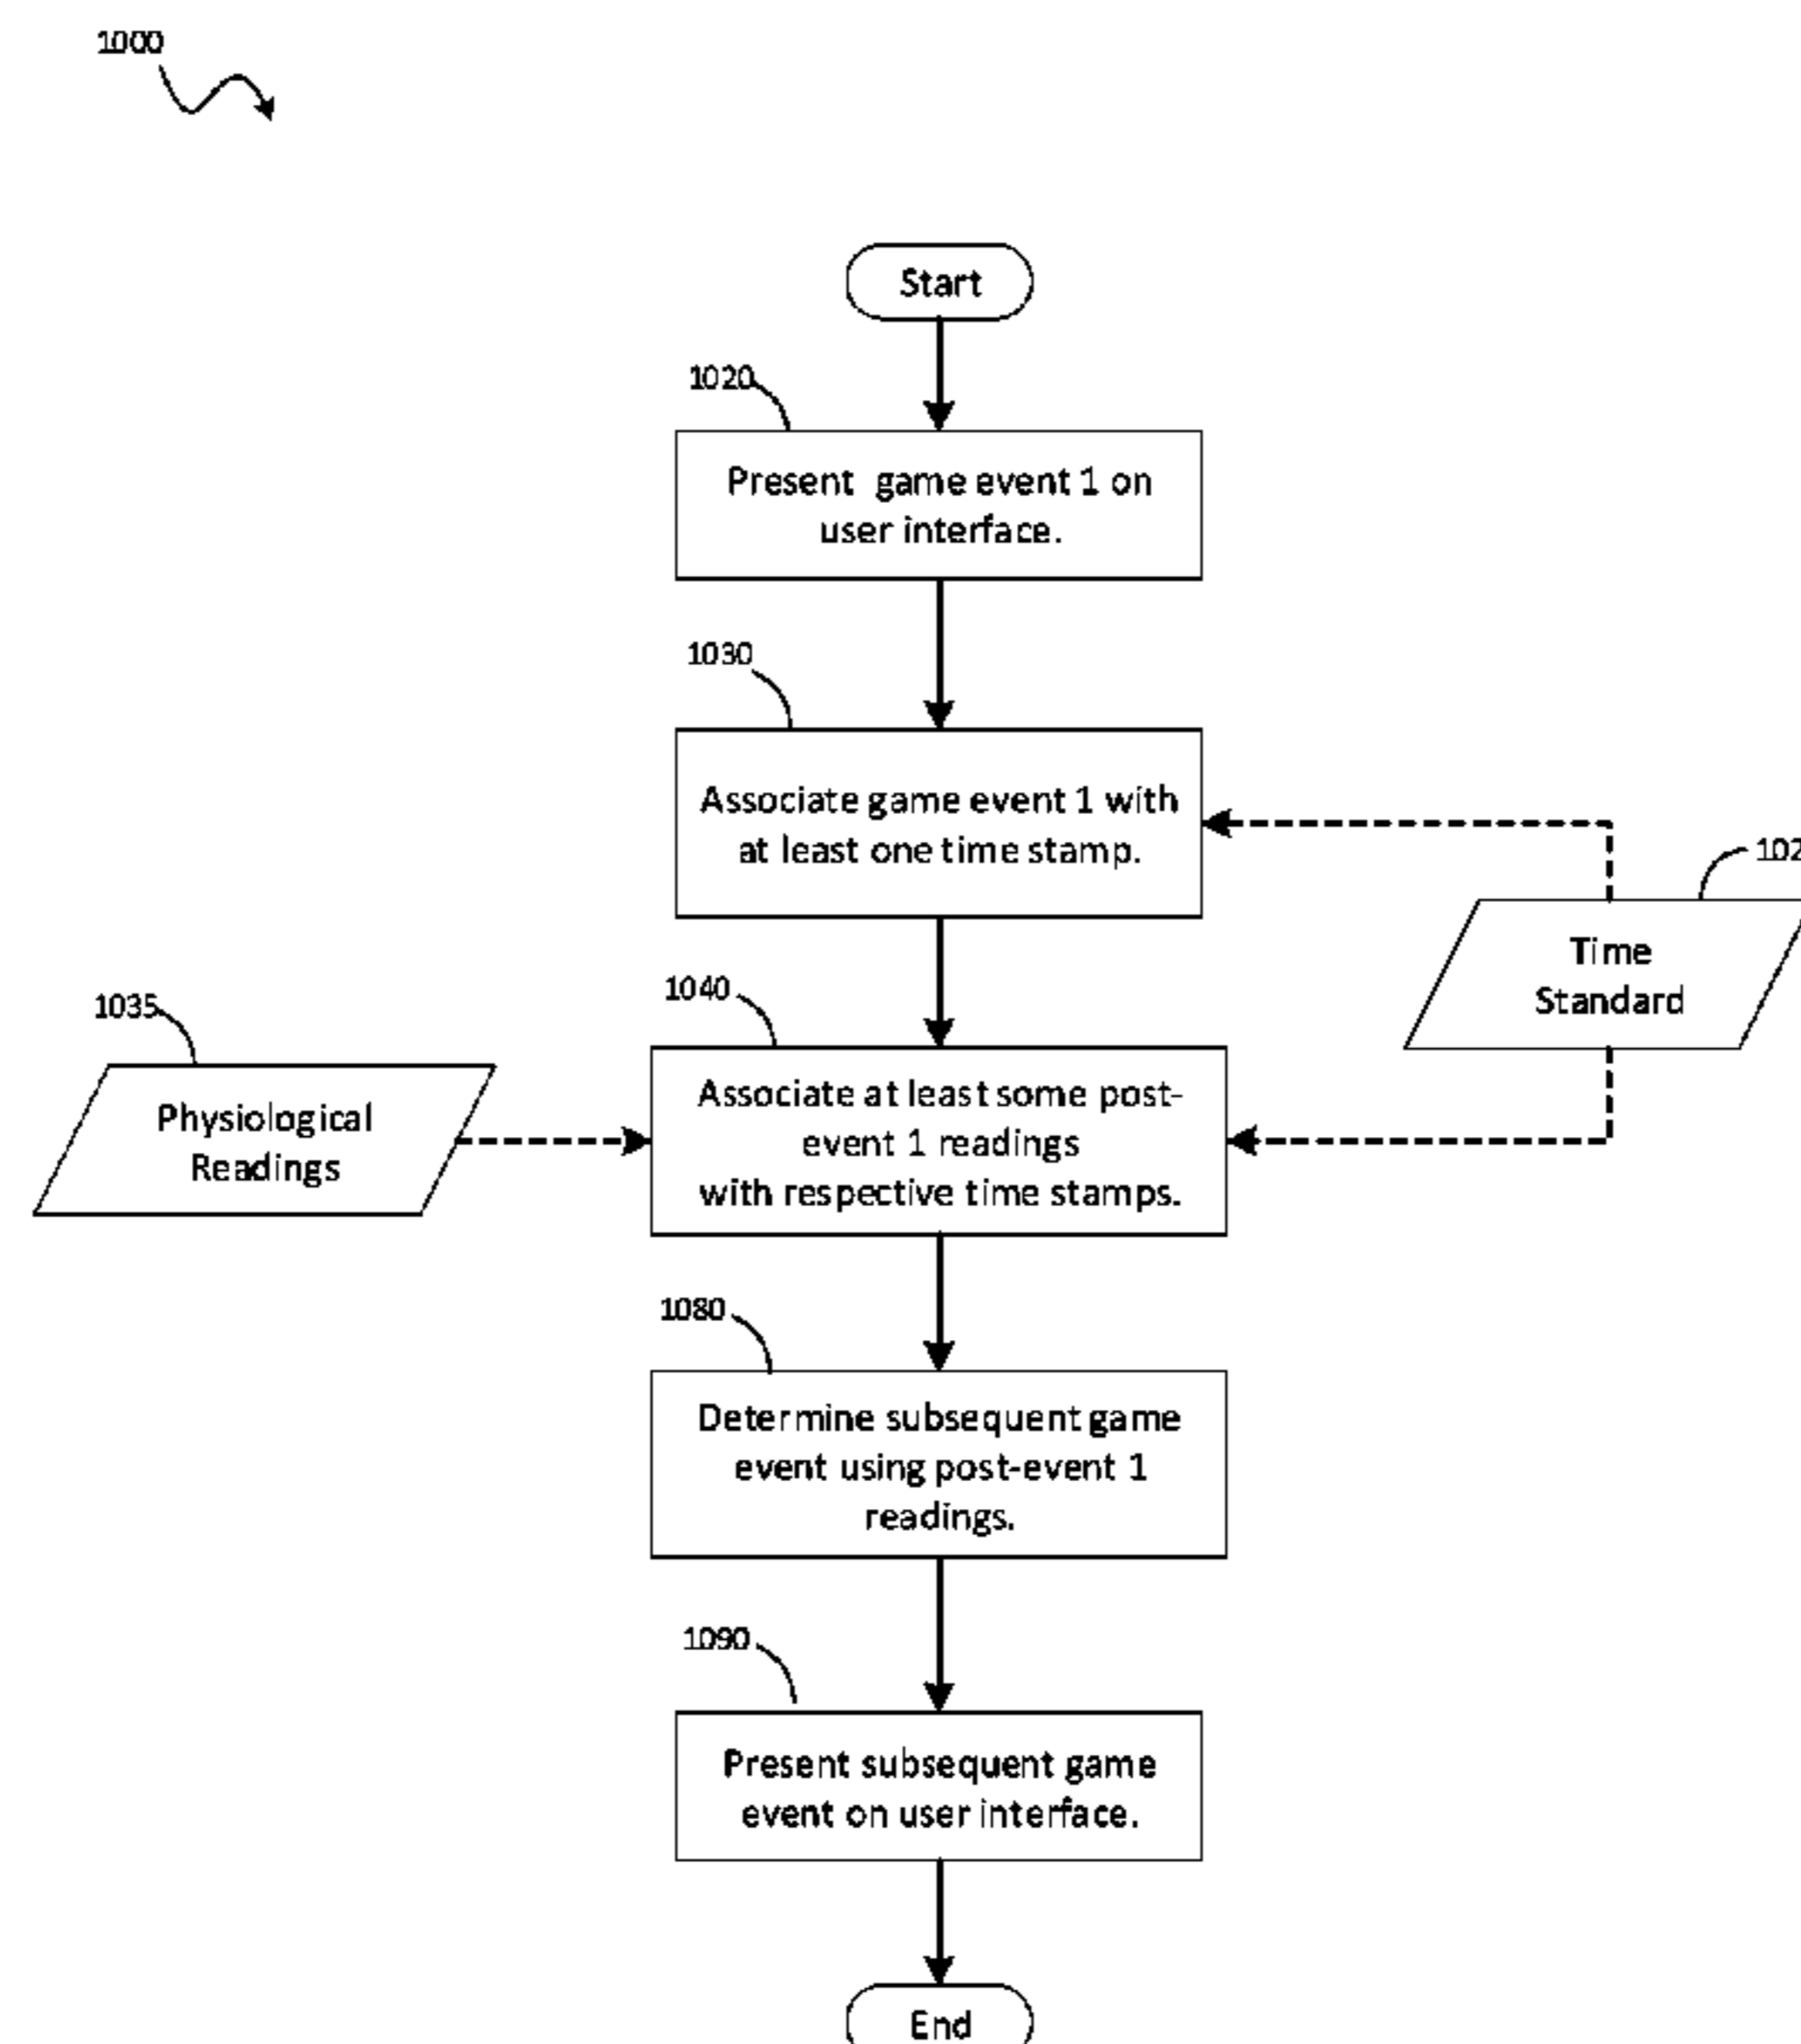 1000
Start
1020
Present game event 1 on
user interface.
1030
Associate game event 1 with
at least one time stamp.
Time
Standard
1035
Physiological
Readings
1040
Associate at least some post-
event 1 readings
with respective time stamps.
1080
Determine subsequent game
event using post-event 1
readings.
1090
Present subsequent game
event on user interface.
End